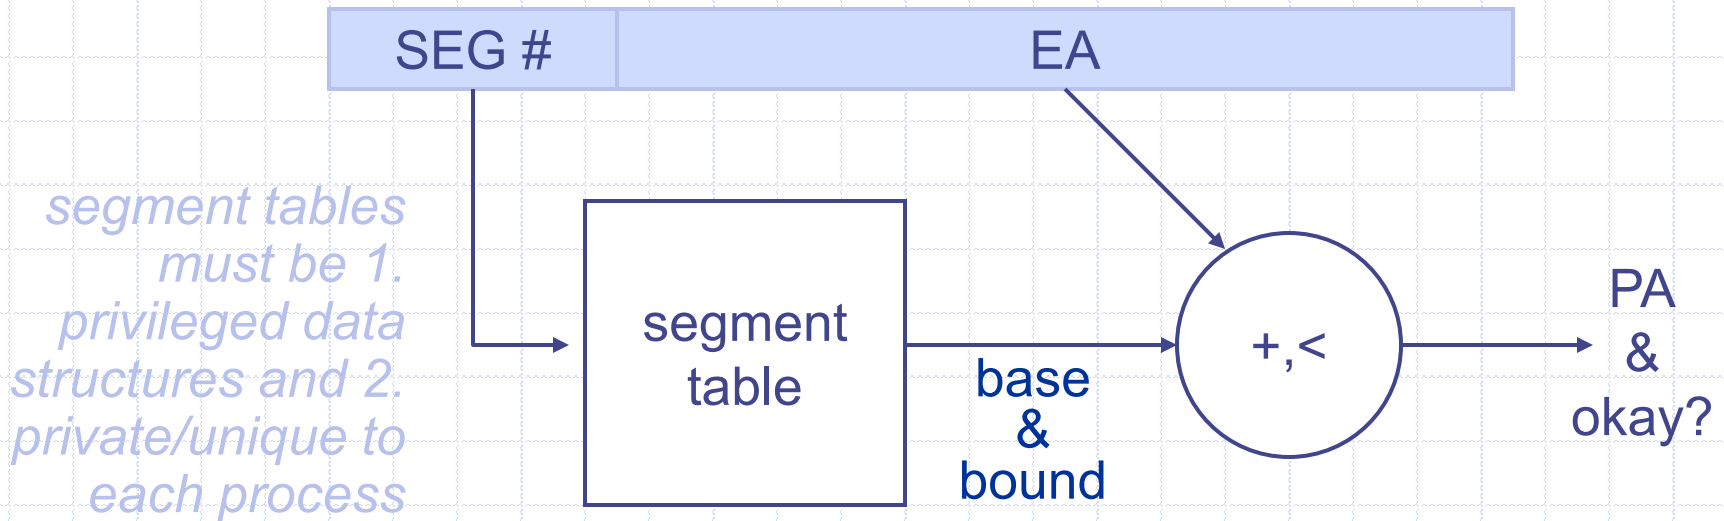 SEG #
EA
segment tables
must be 1.
privileged data
structures and 2.
private/unique to
each process
segment
table
base
&
bound
+,<
PA
&
okay?